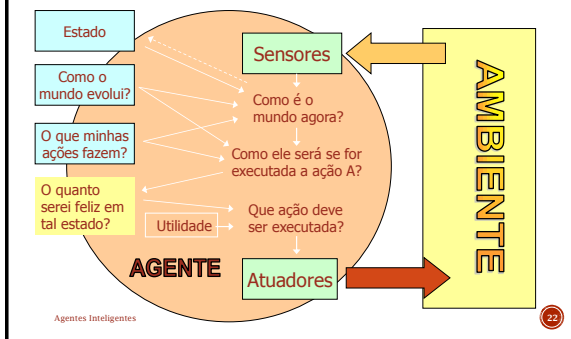 Estado
Sensores
Como o
mundo evolui?
Como é o
mundo agora?
O que minhas
ações fazem?
Como ele será se for
executada a ação A?
O quanto
serei feliz em
tal estado?
Utilidade
Que ação deve
ser executada?
AGENTE
Atuadores
AMBIENTE
Agentes Inteligentes
22